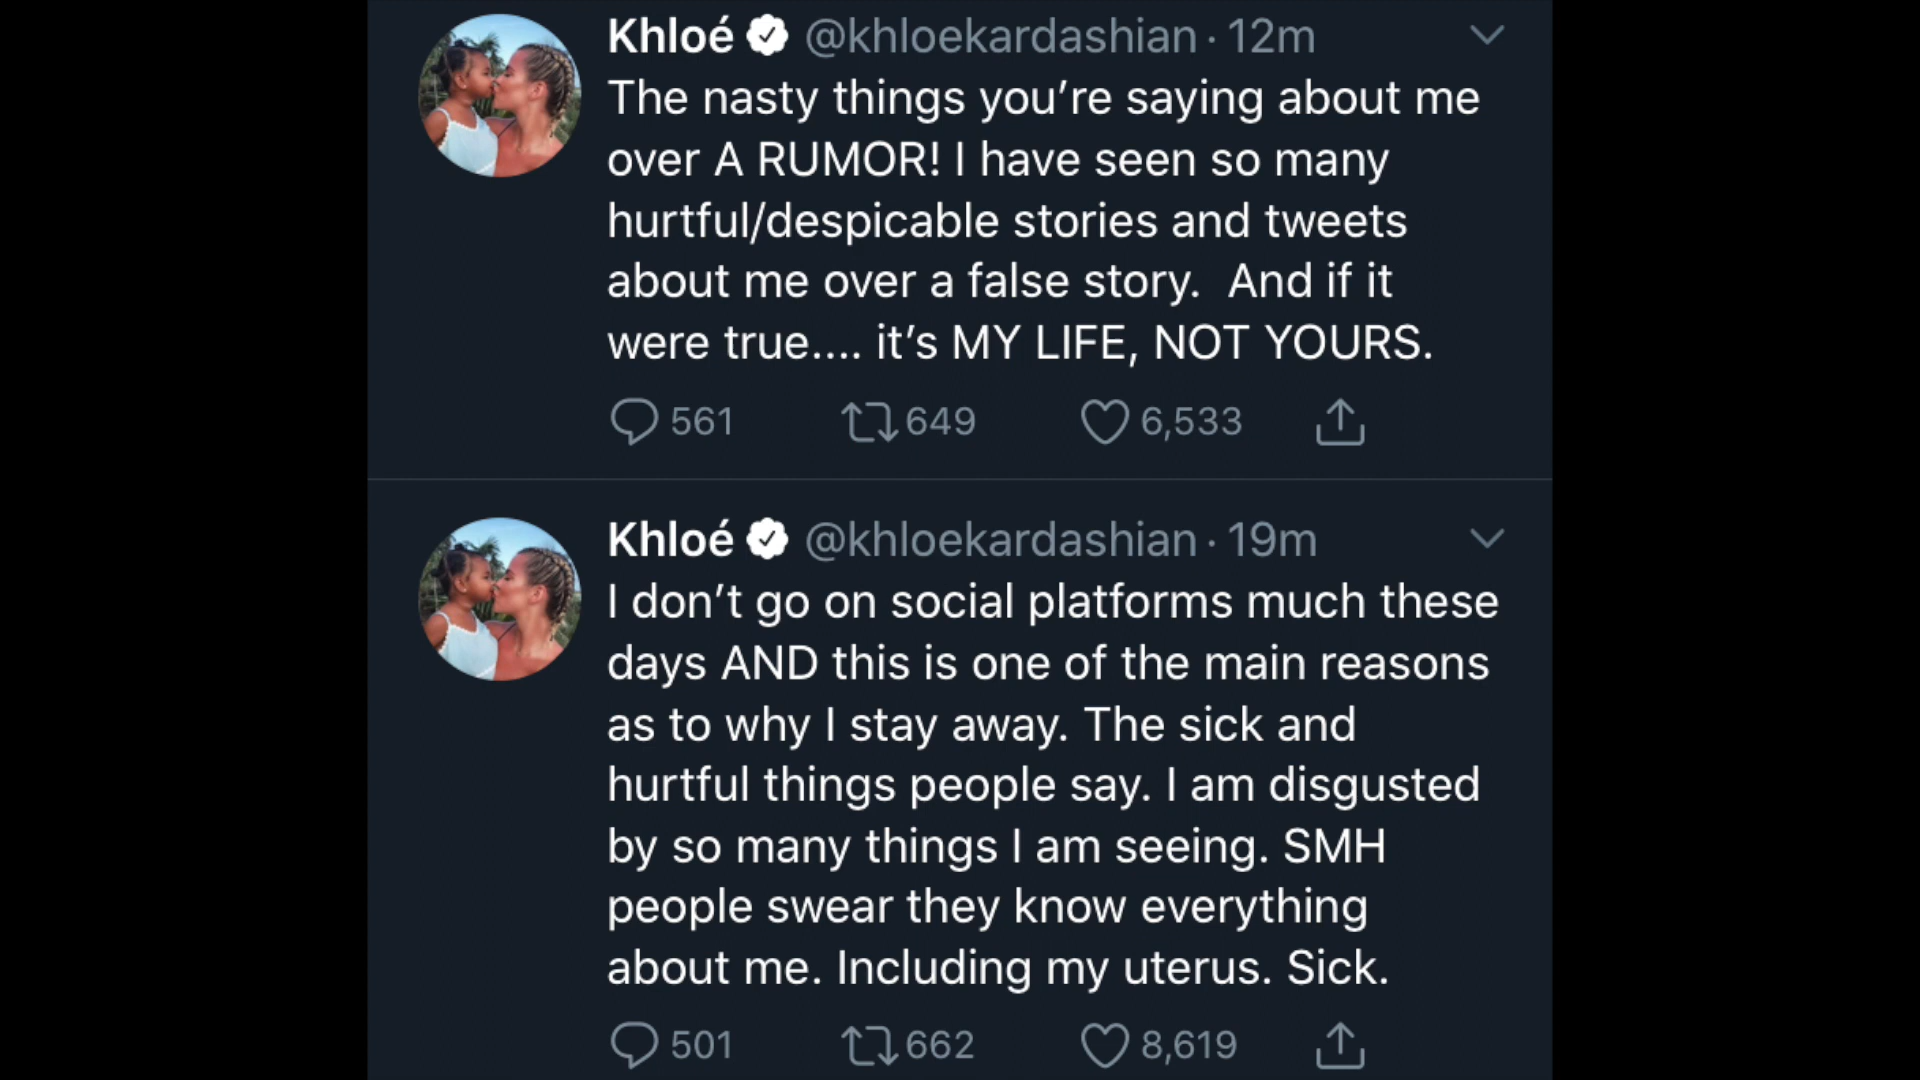 Khloé @khloekardashian · 12m
The nasty things you’re saying about me
over A RUMOR! I have seen so many
hurtful/despicable stories and tweets
about me over a false story.  And if it
were true.... it’s MY LIFE, NOT YOURS.
561 649 6,533
Khloé @khloekardashian · 19m
I don’t go on social platforms much these
days AND this is one of the main reasons
as to why I stay away. The sick and
hurtful things people say. I am disgusted
by so many things I am seeing. SMH
people swear they know everything
about me. Including my uterus. Sick.
501 662 8,619